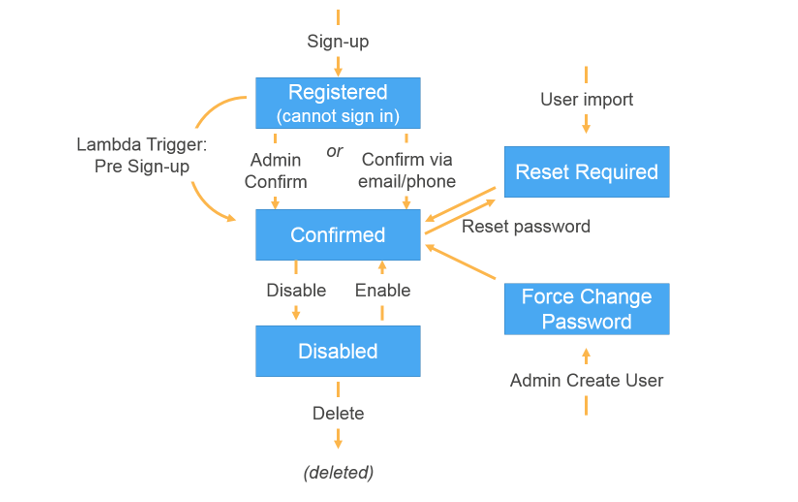 Sign-up
Registered
(cannot sign in)
User import
Lambda Trigger:
Pre Sign-up
or
Admin
Confirm
Confirm via
email/phone
Reset Required
Confirmed
Reset password
Disable
Enable
Force Change
Password
Disabled
Admin Create User
Delete
(deleted)